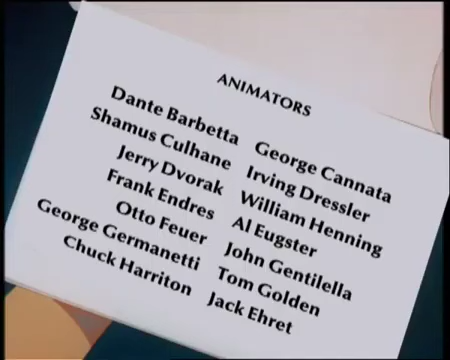 ANIMATORS
Dante Barbetta George Cannata
Shamus Culhane Irving Dressler
Jerry Dvorak William Henning
Frank Endres Al Eugster
Otto Feuer John Gentilella
George Germanetti Tom Golden
Chuck Harriton Jack Ehret